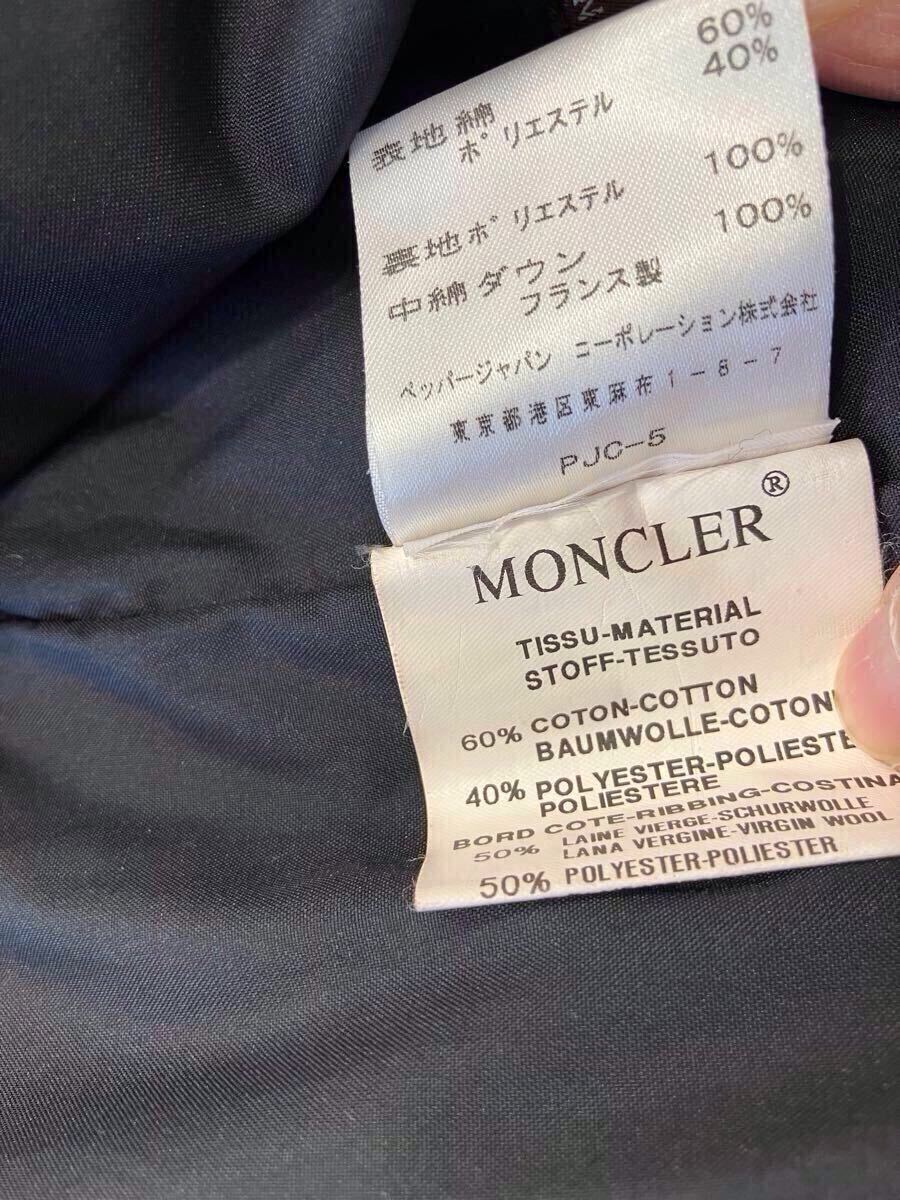 60%
表地 綿
40%
ポリエステル
100%
裏地ポリエステル
100%
中綿ダウン
フランス製
ペッパージャパン コーポレーション株式会社
東京都港区東麻布1-8-7
PJC-5
MONCLER®
TISSU-MATERIAL
STOFF-TESSUTO
60% COTON-COTTON
BAUMWOLLE-COTON
40% POLYESTER-POLIESTE
POLIESTERE
BORD COTE-RIBBING-COSTINA
50% LAINE VIERGE-SCHURWOLLE
LANA VERGINE-VIRGIN WOOL
50% POLYESTER-POLIESTER